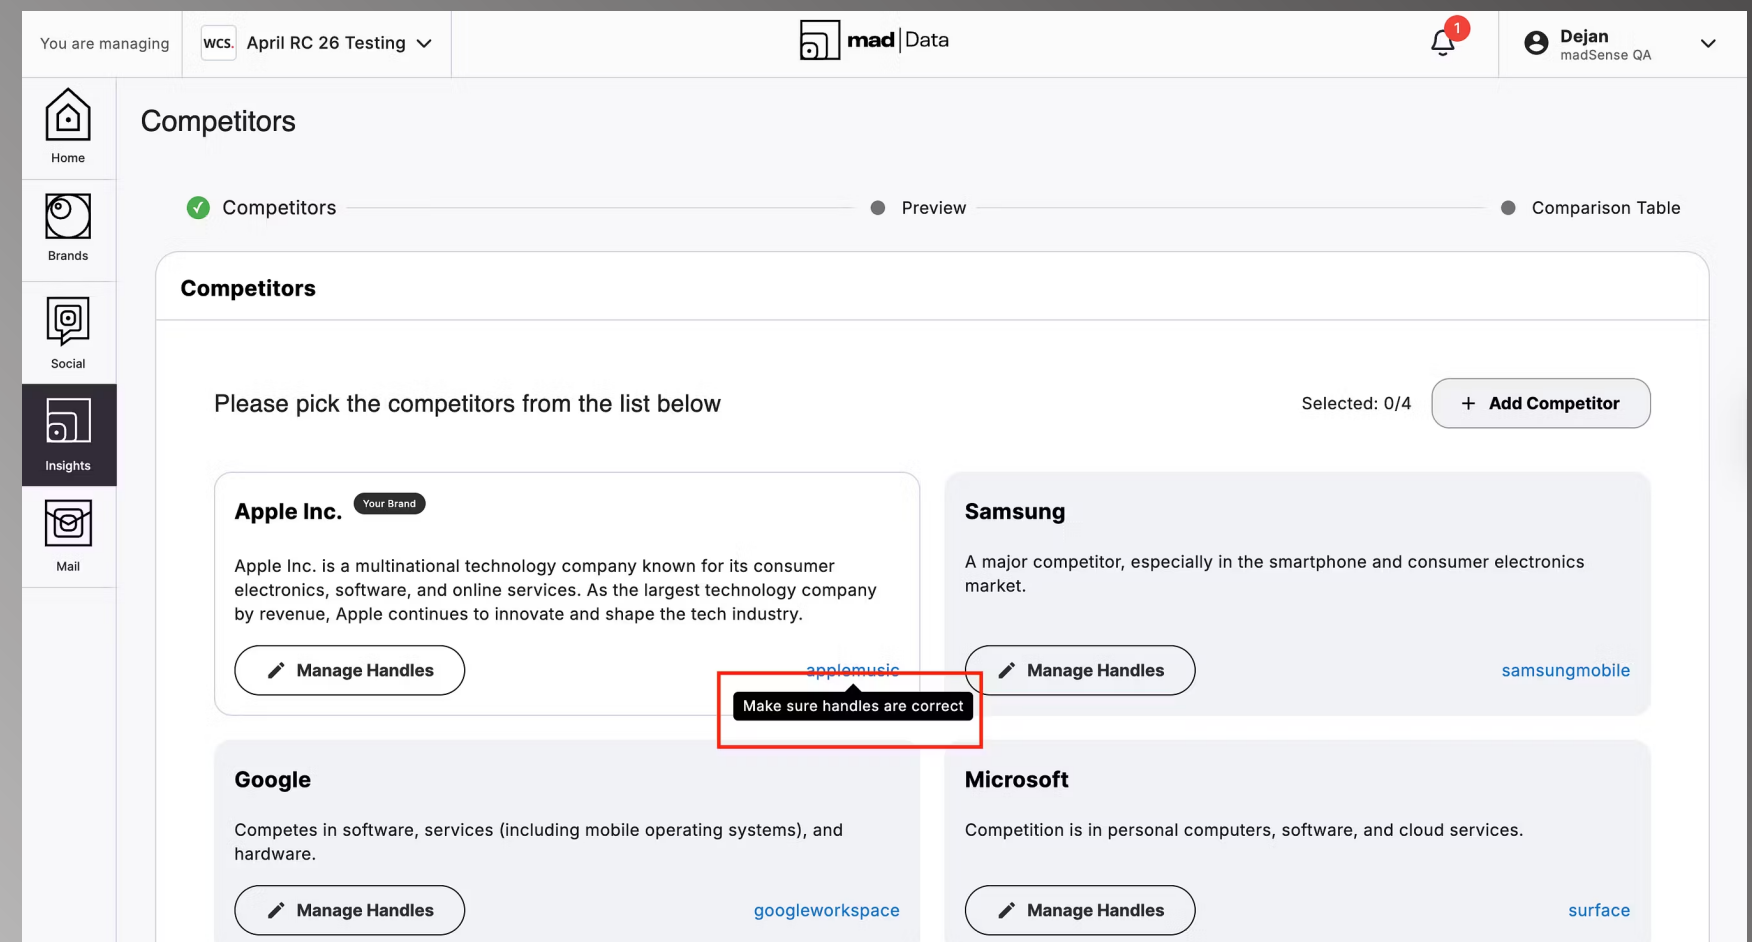 You are managing
WCS.
April RC 26 Testing
mad|Data
1
Dejan
madSense QA
Home
Brands
Social
Insights
Mail
Competitors
Competitors
Preview
Comparison Table
Competitors
Please pick the competitors from the list below
Selected: 0/4
+ Add Competitor
Apple Inc.
Your Brand
Apple Inc. is a multinational technology company known for its consumer
electronics, software, and online services. As the largest technology company
by revenue, Apple continues to innovate and shape the tech industry.
Manage Handles
applemusic
Make sure handles are correct
Samsung
A major competitor, especially in the smartphone and consumer electronics
market.
Manage Handles
samsungmobile
Google
Competes in software, services (including mobile operating systems), and
hardware.
Manage Handles
googleworkspace
Microsoft
Competition is in personal computers, software, and cloud services.
Manage Handles
surface